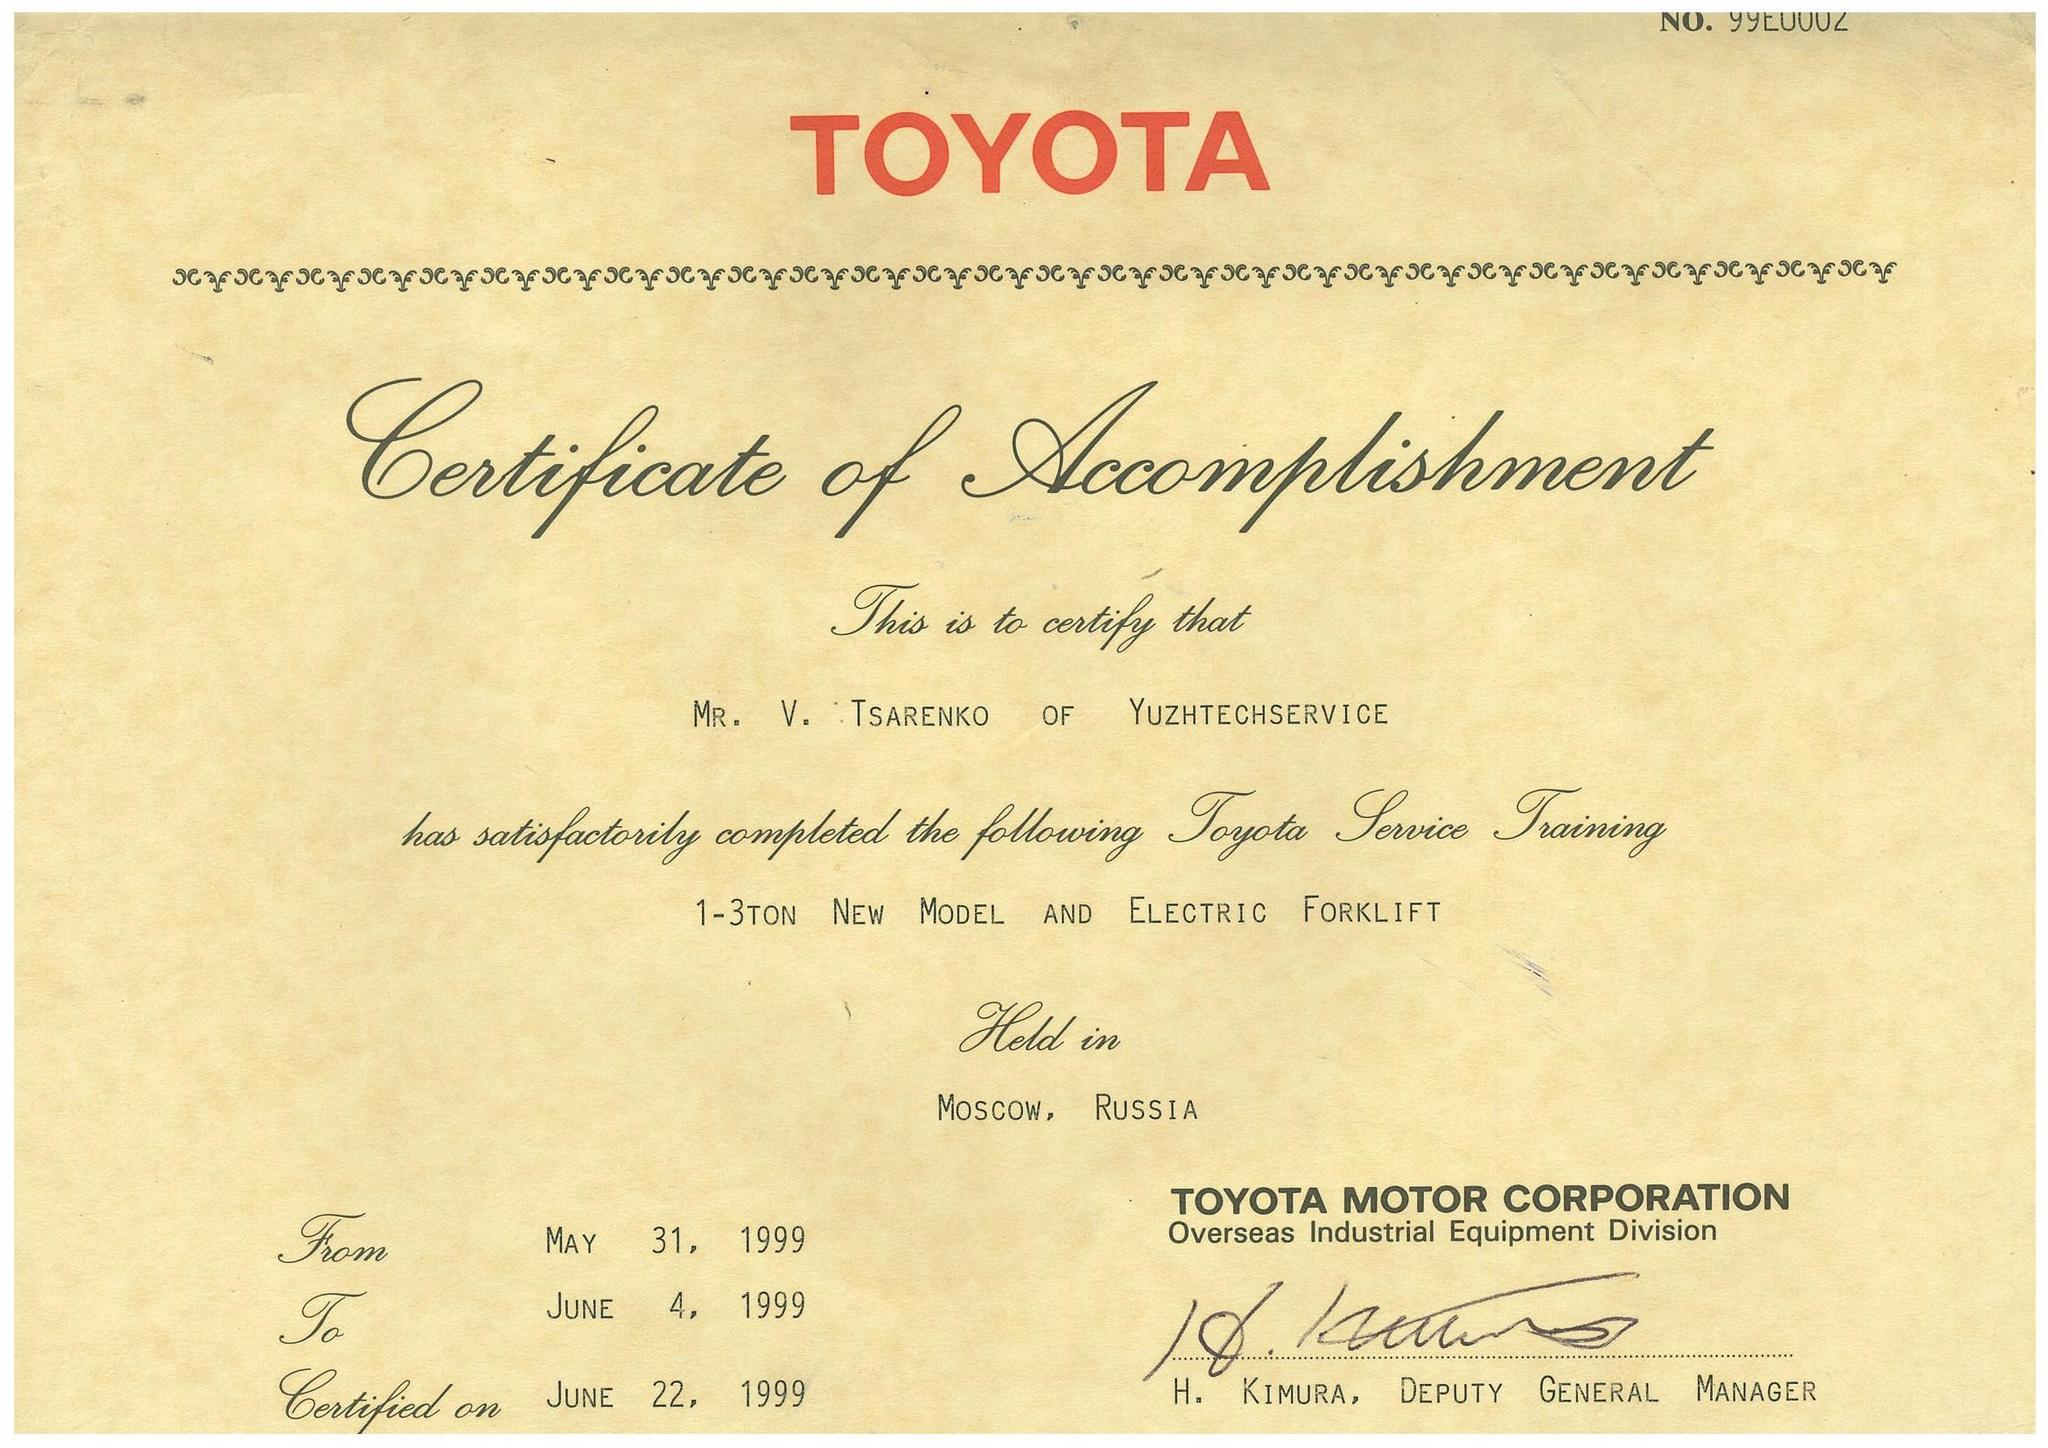 NO. 99E0002
TOYOTA
Certificate of Accomplishment
This is to certify that
MR. V. TSARENKO OF YUZHTECHSERVICE
has satisfactorily completed the following Toyota Service Training
1-3TON NEW MODEL AND ELECTRIC FORKLIFT
Held in
MOSCOW, RUSSIA
TOYOTA MOTOR CORPORATION
Overseas Industrial Equipment Division
From MAY 31, 1999
To JUNE 4, 1999
Certified on JUNE 22, 1999
H. Kimura
H. KIMURA, DEPUTY GENERAL MANAGER